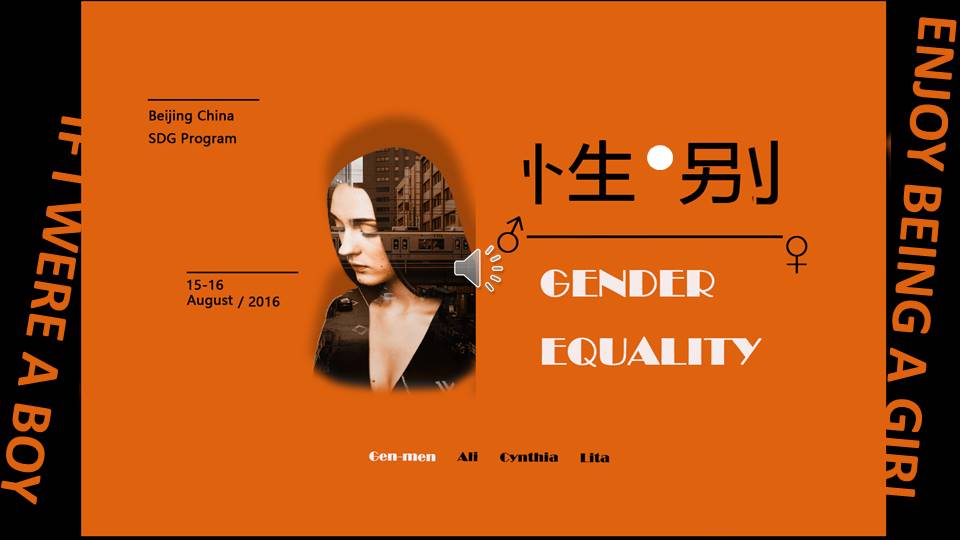 IF I WERE A BOY
Beijing China
SDG Program
15-16
August / 2016
性·别
GENDER
EQUALITY
Gen-men Ali Cynthia Lita
ENJOY BEING A GIRL